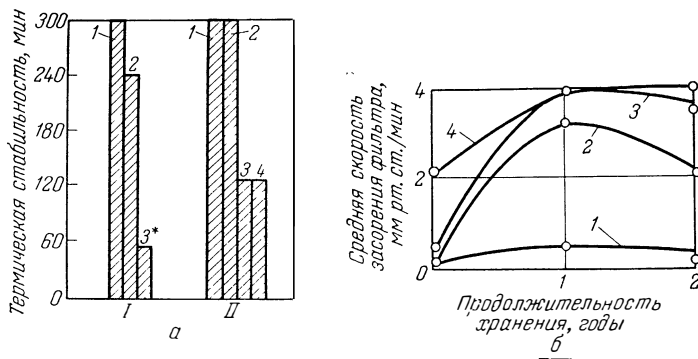 Термическая стабильность, мин
300
240
180
120
60
0
1
2
3*
1
2
3
4
I
II
а
Средняя скорость
засорения фильтра,
мм рт. ст./мин
4
2
0
4
3
2
1
1
2
Продолжительность
хранения, годы
б